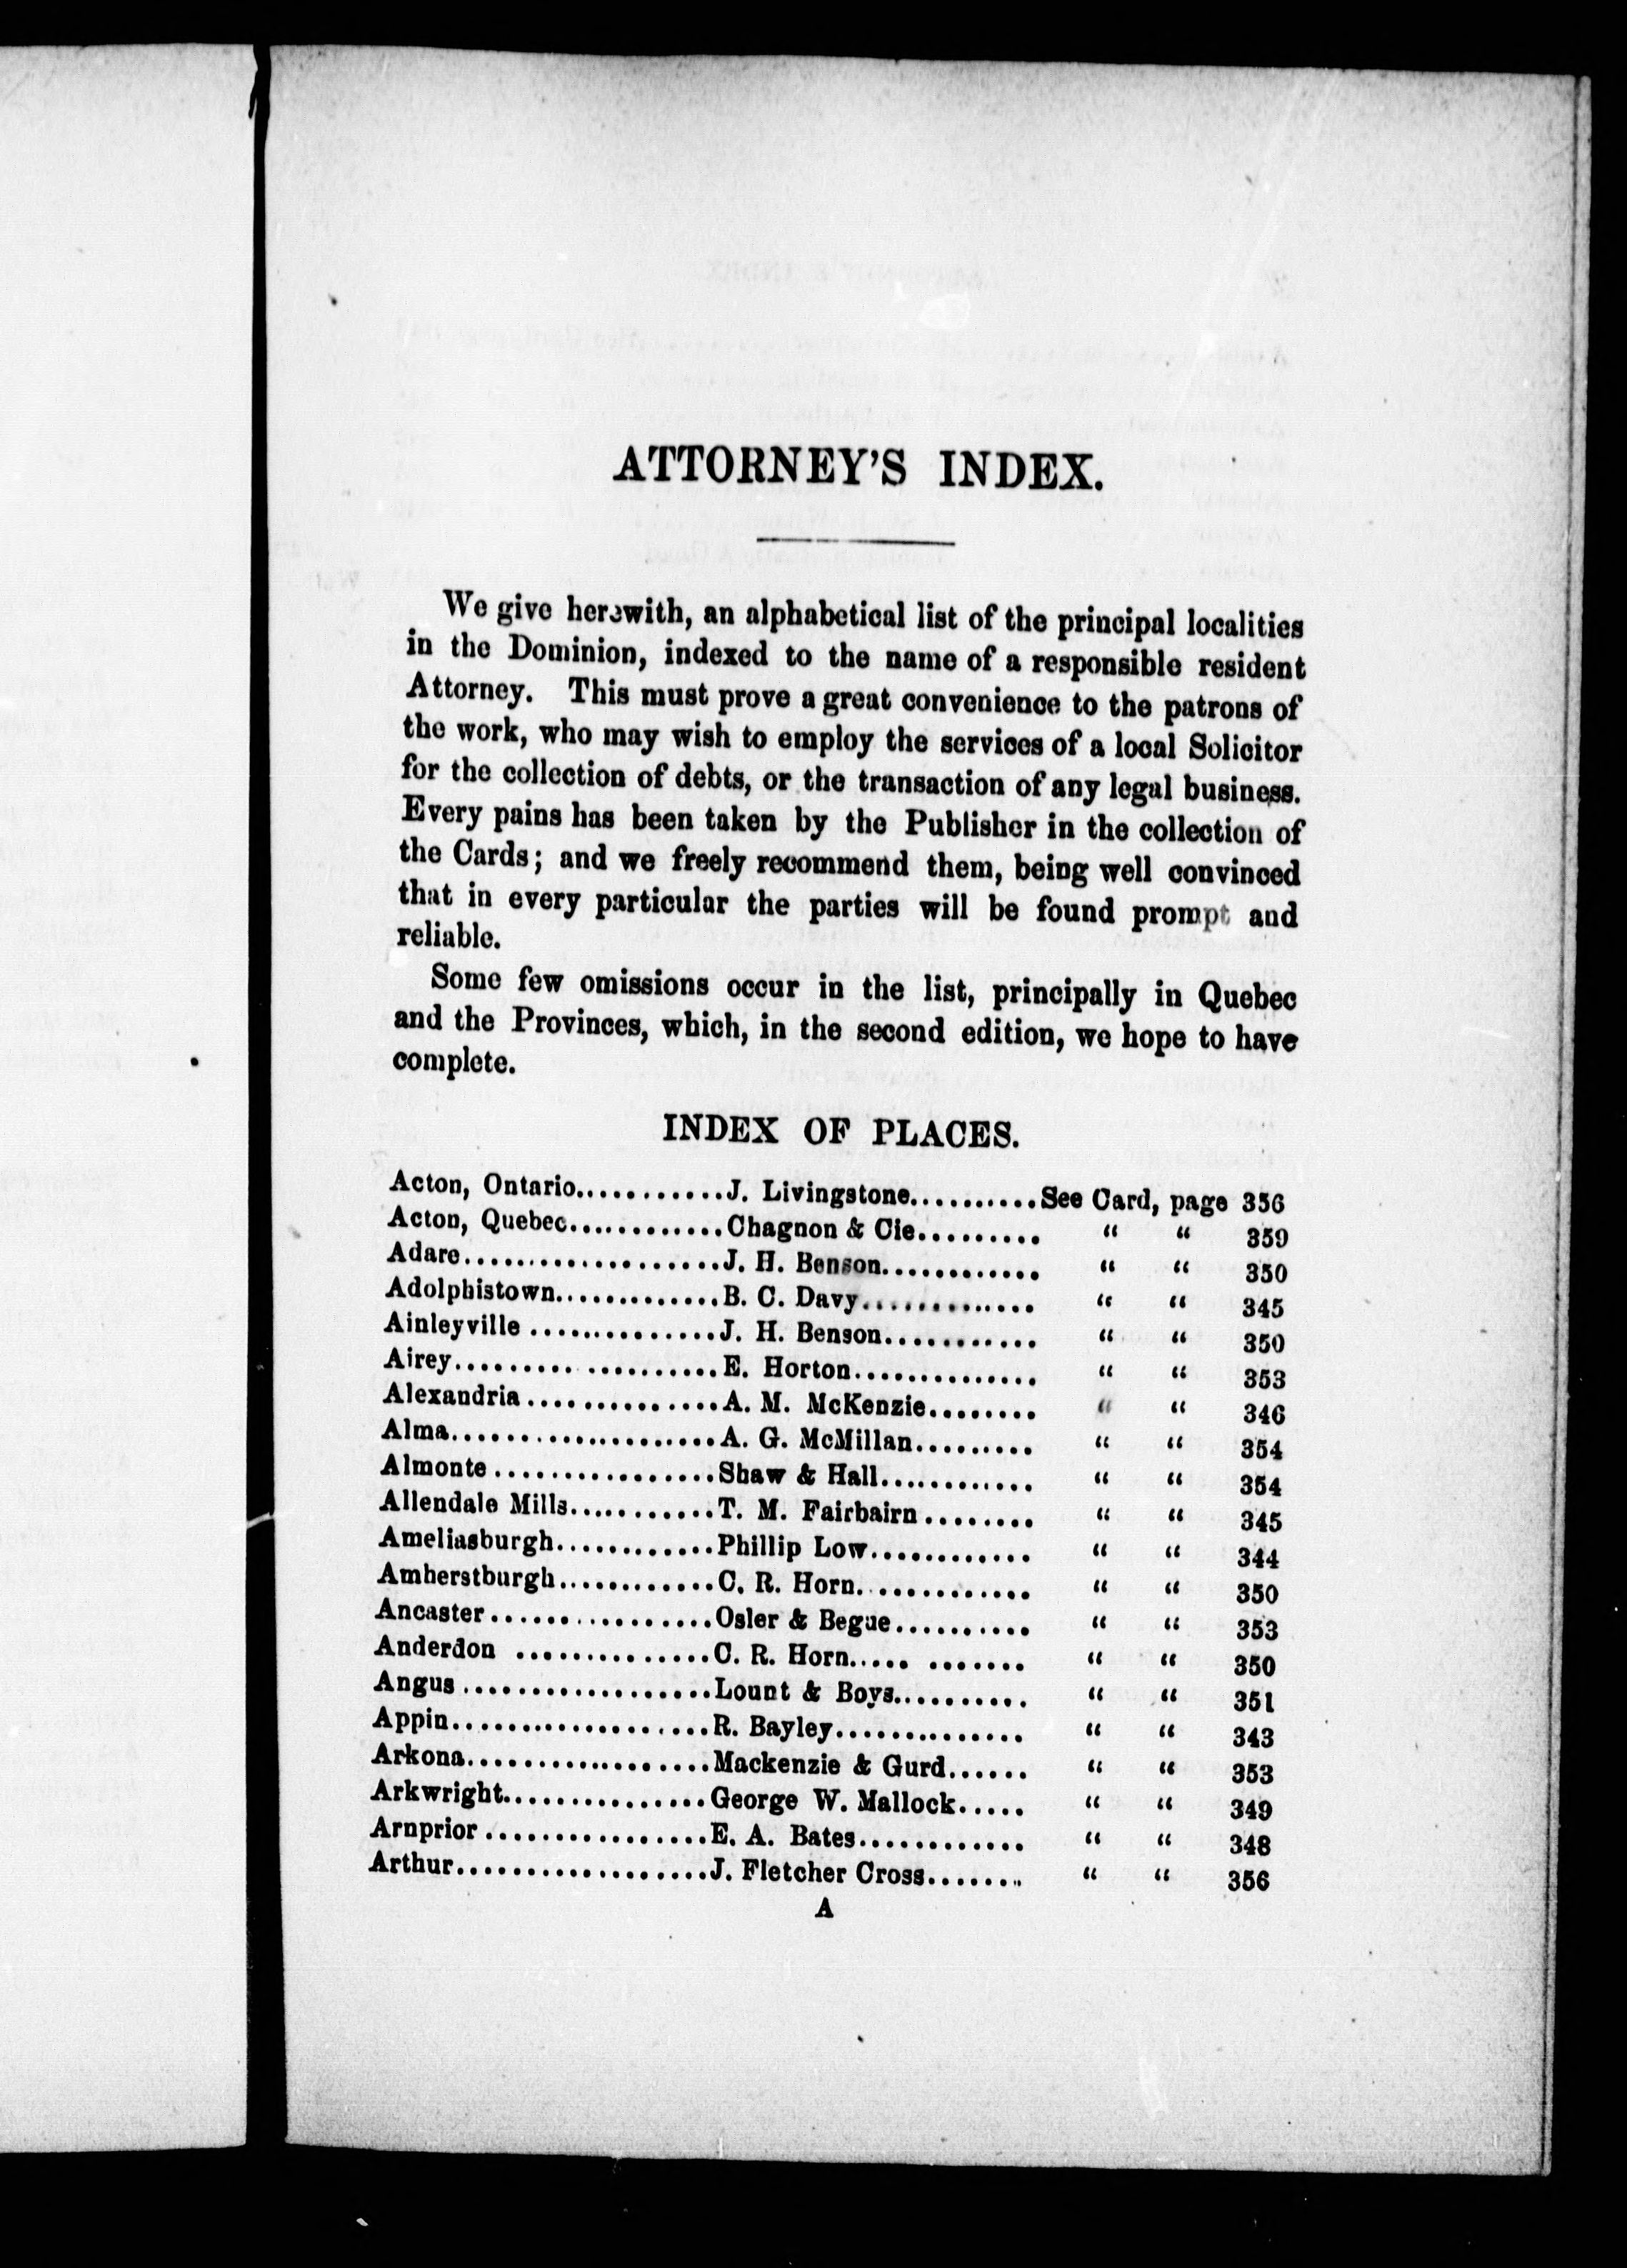 ATTORNEY'S INDEX.
We give herewith, an alphabetical list of the principal localities
in the Dominion, indexed to the name of a responsible resident
Attorney. This must prove a great convenience to the patrons of
the work, who may wish to employ the services of a local Solicitor
for the collection of debts, or the transaction of any legal business.
Every pains has been taken by the Publisher in the collection of
the Cards; and we freely recommend them, being well convinced
that in every particular the parties will be found prompt and
reliable.
Some few omissions occur in the list, principally in Quebec
and the Provinces, which, in the second edition, we hope to have
complete.
INDEX OF PLACES.
Acton, Ontario...........J. Livingstone..........See Card, page 356
Acton, Quebec............Chagnon & Cie......... “ “ 359
Adare....................J. H. Benson............ “ “ 350
Adolphistown.............B. C. Davy............. “ “ 345
Ainleyville ..............J. H. Benson........... “ “ 350
Airey......... ..........E. Horton.............. “ “ 353
Alexandria...............A. M. McKenzie........ “ “ 346
Alma.....................A. G. McMillan......... “ “ 354
Almonte.................Shaw & Hall............ “ “ 354
Allendale Mills...........T. M. Fairbairn........ “ “ 345
Ameliasburgh............Phillip Low............ “ “ 344
Amherstburgh............C. R. Horn............. “ “ 350
Ancaster.................Osler & Begue.......... “ “ 353
Anderdon ...............C. R. Horn..... ....... “ “ 350
Angus...................Lount & Boys.......... “ “ 351
Appin....................R. Bayley.............. “ “ 343
Arkona..................Mackenzie & Gurd...... “ “ 353
Arkwright...............George W. Mallock..... “ “ 349
Arnprior.................E. A. Bates............ “ “ 348
Arthur...................J. Fletcher Cross....... “ “ 356
A